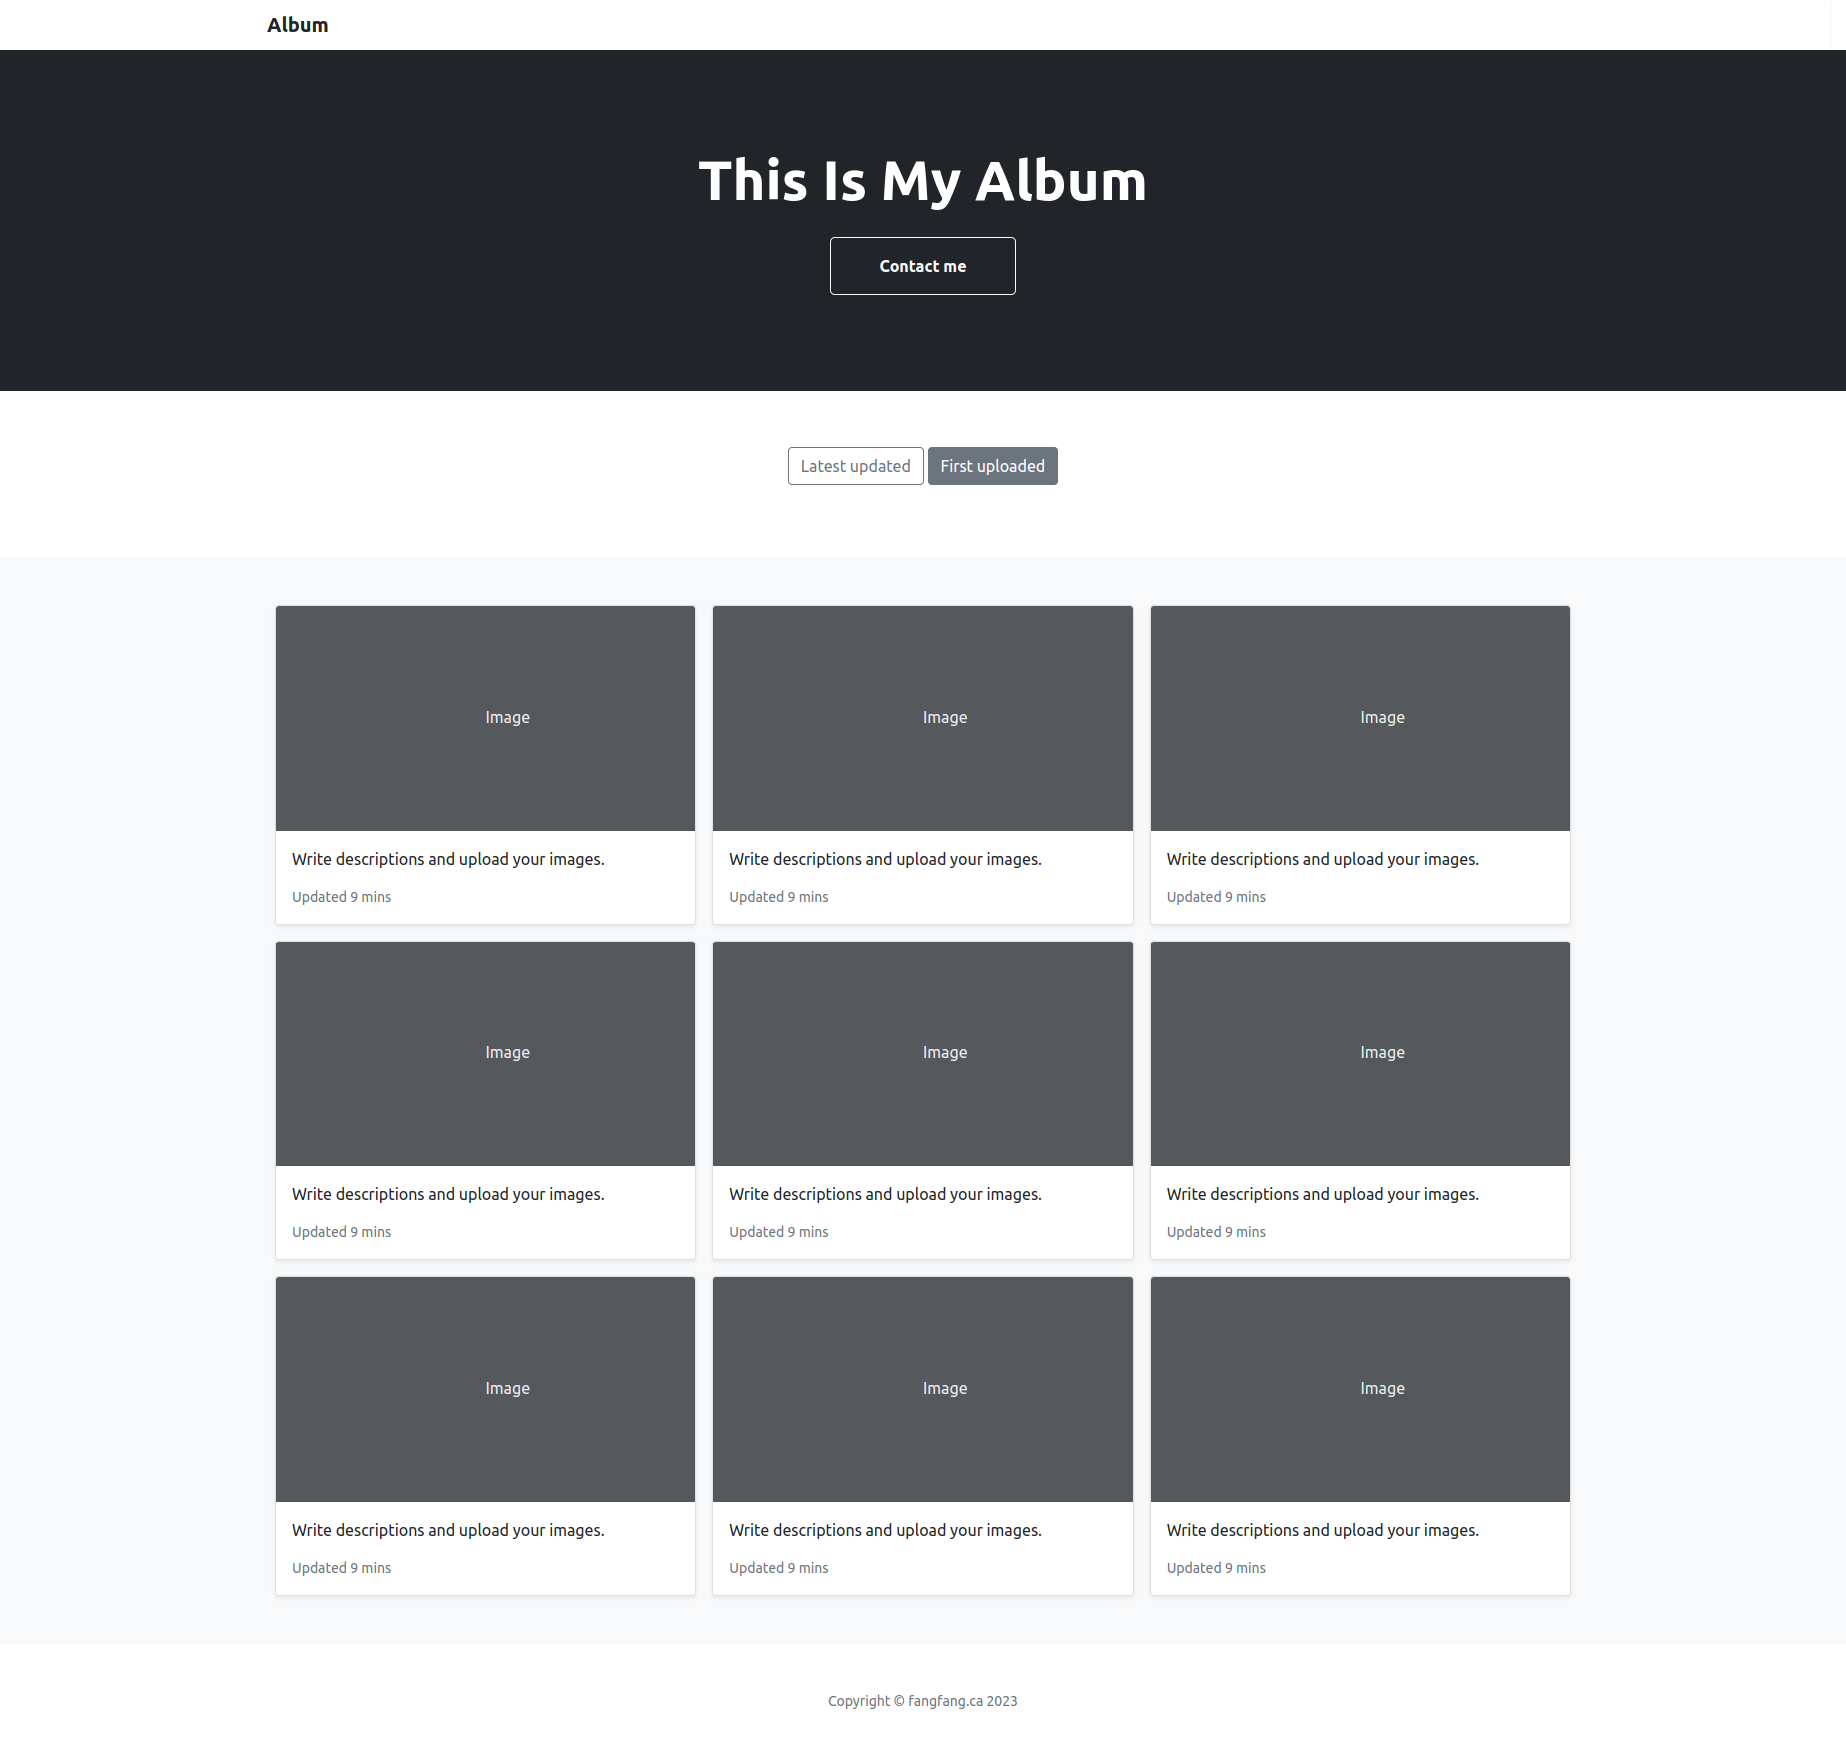 Album
This Is My Album
Contact me
Latest updated First uploaded
Image Image Image
Write descriptions and upload your images. Write descriptions and upload your images. Write descriptions and upload your images.
Updated 9 mins Updated 9 mins Updated 9 mins
Image Image Image
Write descriptions and upload your images. Write descriptions and upload your images. Write descriptions and upload your images.
Updated 9 mins Updated 9 mins Updated 9 mins
Image Image Image
Write descriptions and upload your images. Write descriptions and upload your images. Write descriptions and upload your images.
Updated 9 mins Updated 9 mins Updated 9 mins
Copyright © fangfang.ca 2023